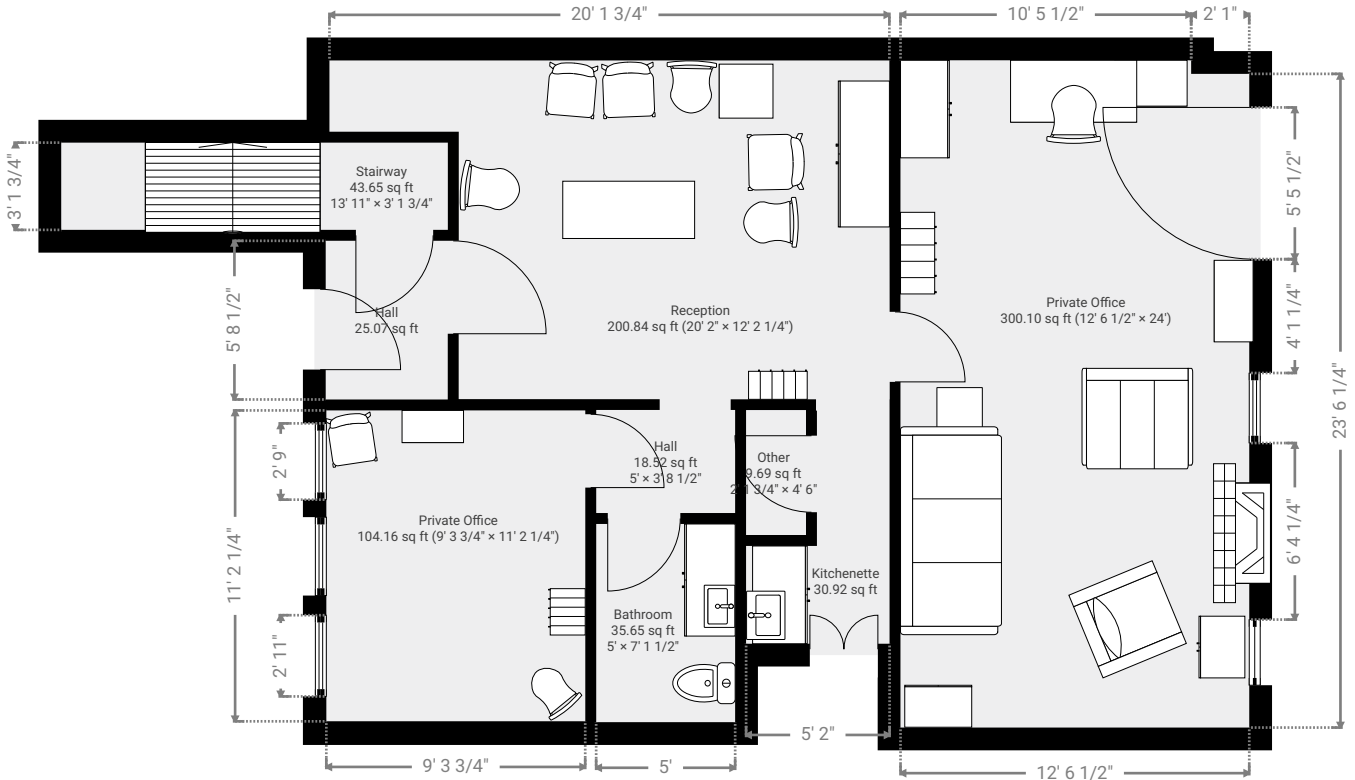 20' 1 3/4"
10' 5 1/2"
2' 1"
3' 1 3/4"
Stairway
43.65 sq ft
13' 11" × 3' 1 3/4"
5' 5 1/2"
5' 8 1/2"
Hall
25.07 sq ft
Reception
200.84 sq ft (20' 2" × 12' 2 1/4")
Private Office
300.10 sq ft (12' 6 1/2" × 24')
4' 1 1/4"
23' 6 1/4"
2' 9"
Hall
18.52 sq ft
5' × 3' 8 1/2"
Other
9.69 sq ft
2' 1 3/4" × 4' 6"
Private Office
104.16 sq ft (9' 3 3/4" × 11' 2 1/4")
11' 2 1/4"
6' 4 1/4"
Kitchenette
30.92 sq ft
Bathroom
35.65 sq ft
5' × 7' 1 1/2"
2' 11"
5' 2"
9' 3 3/4"
5'
12' 6 1/2"